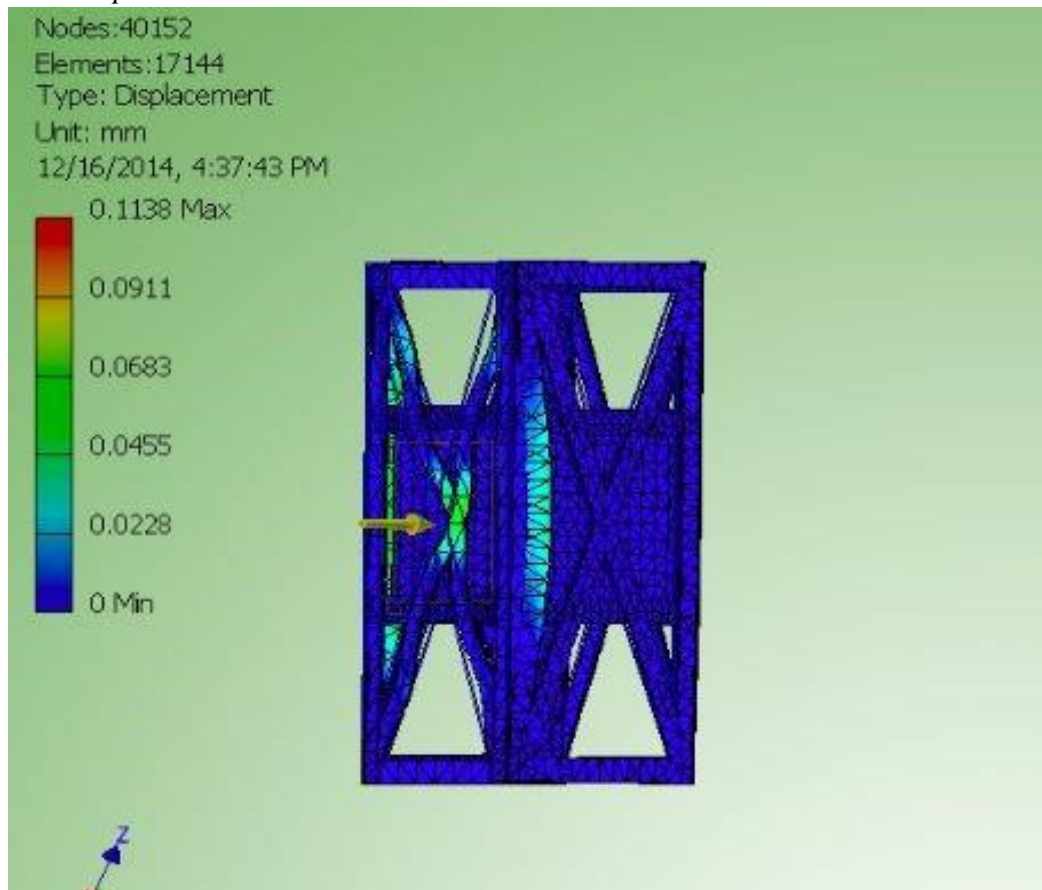 Nodes:40152
Elements:17144
Type: Displacement
Unit: mm
12/16/2014, 4:37:43 PM
0.1138 Max
0.0911
0.0683
0.0455
0.0228
0 Min
Z